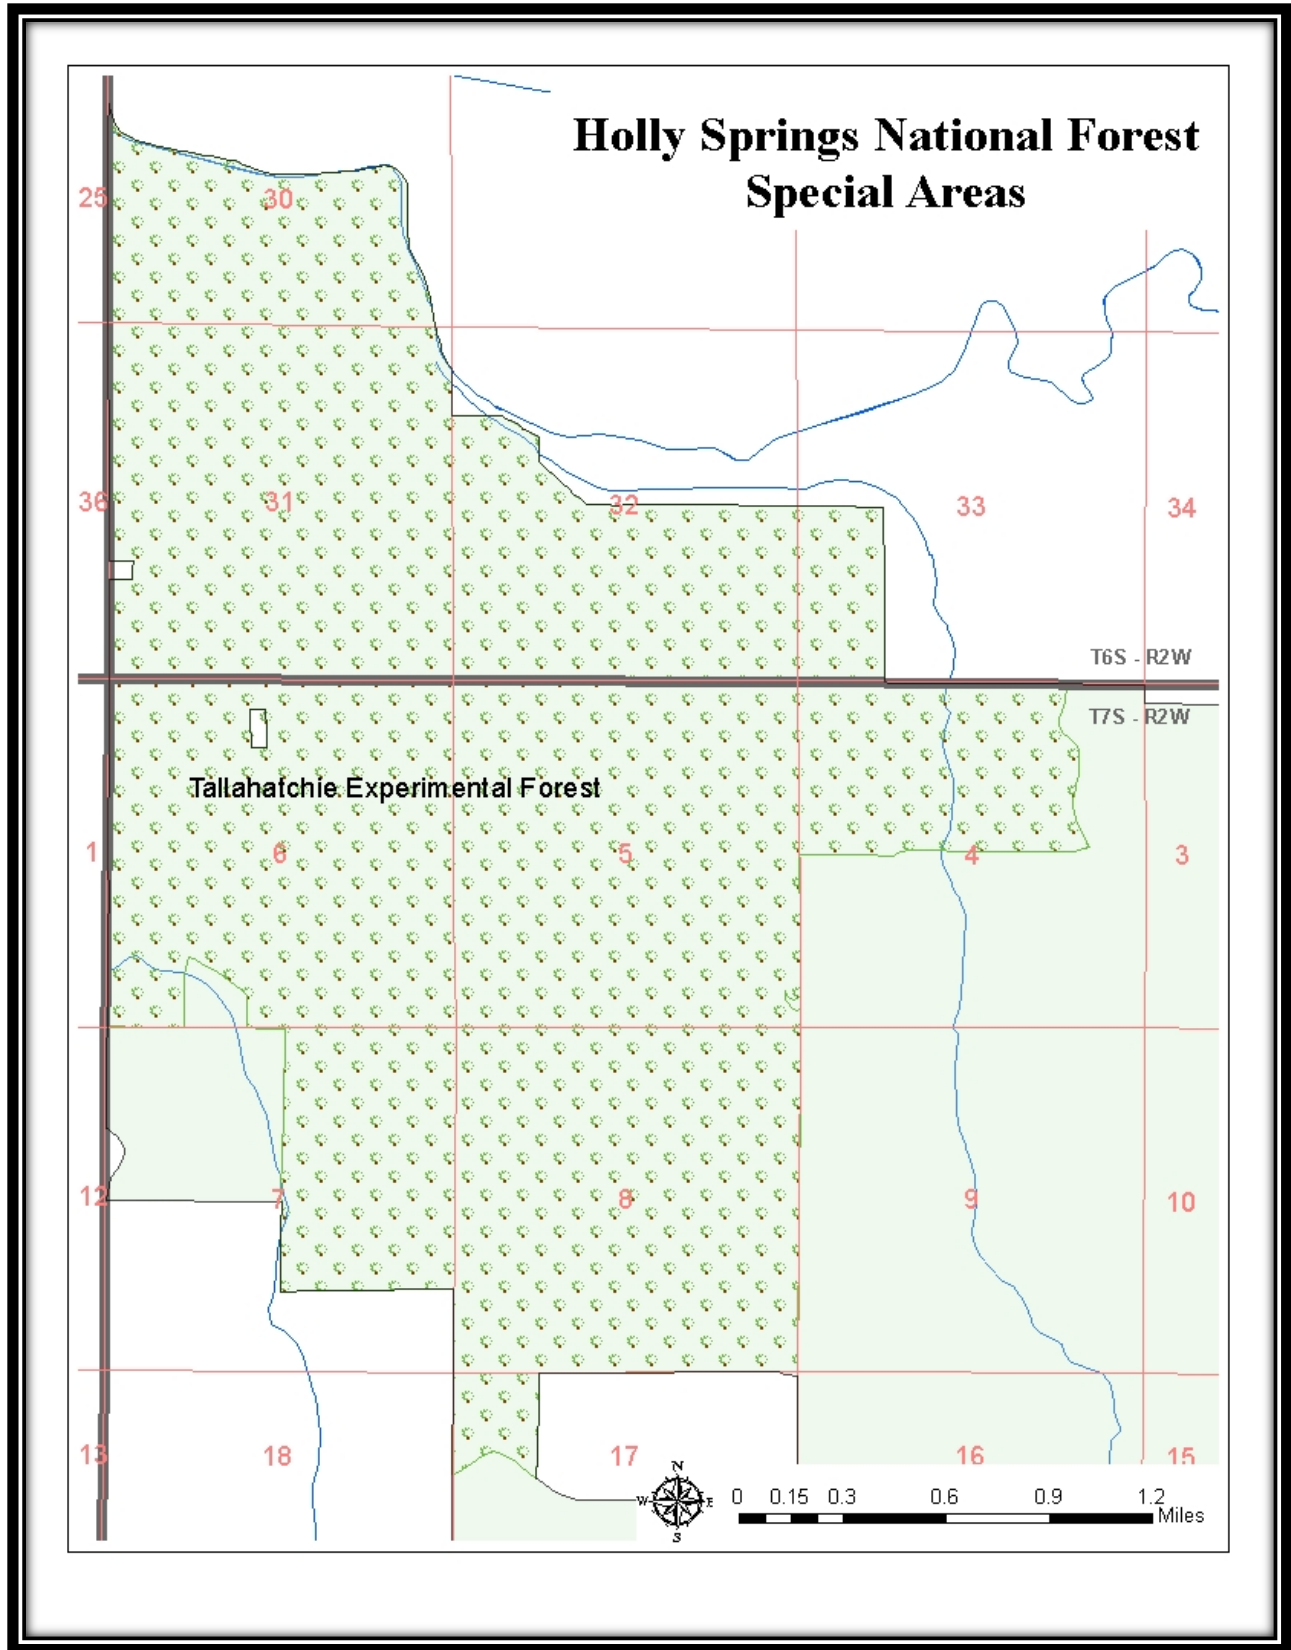 Holly Springs National Forest
Special Areas
25
30
36
31
32
33
34
T6S - R2W
T7S - R2W
Tallahatchie Experimental Forest
1
6
5
4
3
12
7
8
9
10
13
18
17
16
15
N
W
E
S
0 0.15 0.3 0.6 0.9 1.2
Miles